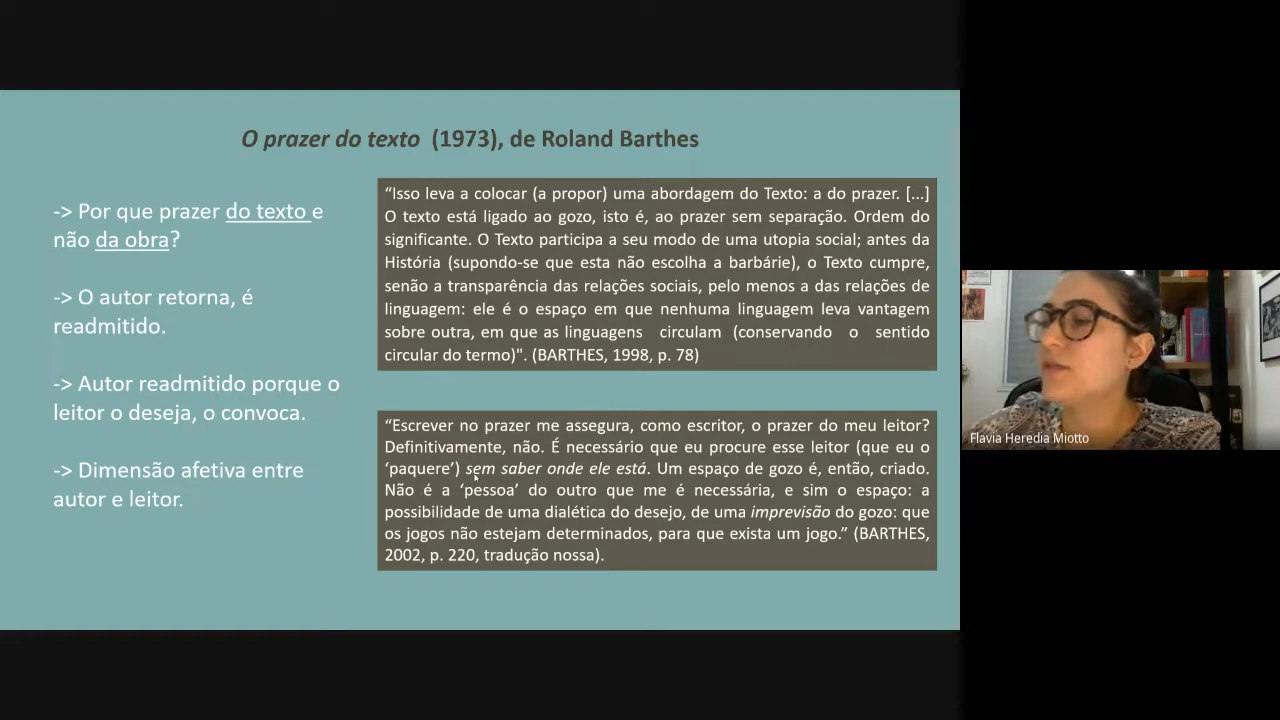 O prazer do texto (1973), de Roland Barthes
-> Por que prazer do texto e
não da obra?
-> O autor retorna, é
readmitido.
-> Autor readmitido porque o
leitor o deseja, o convoca.
-> Dimensão afetiva entre
autor e leitor.
“Isso leva a colocar (a propor) uma abordagem do Texto: a do prazer. [...]
O texto está ligado ao gozo, isto é, ao prazer sem separação. Ordem do
significante. O Texto participa a seu modo de uma utopia social; antes da
História (supondo-se que esta não escolha a barbárie), o Texto cumpre,
senão a transparência das relações sociais, pelo menos a das relações de
linguagem: ele é o espaço em que nenhuma linguagem leva vantagem
sobre outra, em que as linguagens circulam (conservando o sentido
circular do termo)". (BARTHES, 1998, p. 78)
“Escrever no prazer me assegura, como escritor, o prazer do meu leitor?
Definitivamente, não. É necessário que eu procure esse leitor (que eu o
‘paquere’) sem saber onde ele está. Um espaço de gozo é, então, criado.
Não é a ‘pessoa’ do outro que me é necessária, e sim o espaço: a
possibilidade de uma dialética do desejo, de uma imprevisão do gozo: que
os jogos não estejam determinados, para que exista um jogo.” (BARTHES,
2002, p. 220, tradução nossa).
Flavia Heredia Miotto